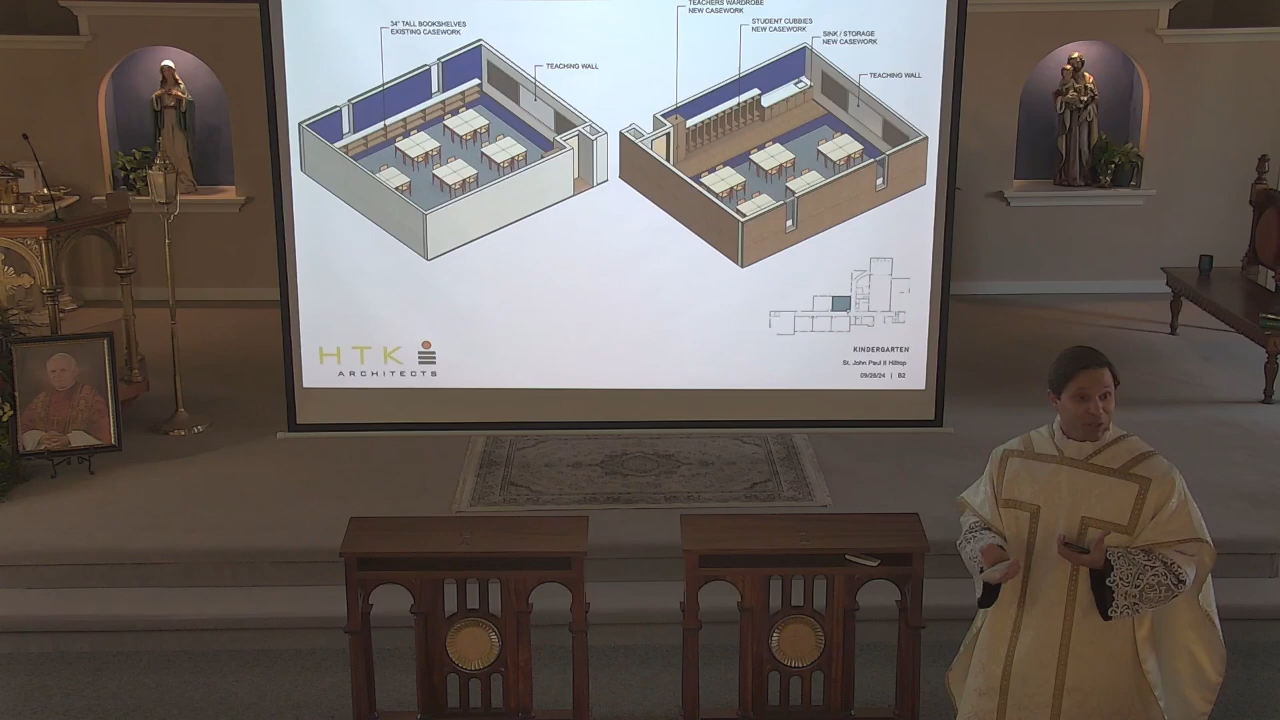 34" TALL BOOKSHELVES
EXISTING CASEWORK
TEACHING WALL
TEACHERS WARDROBE
NEW CASEWORK
STUDENT CUBBIES
NEW CASEWORK
SINK / STORAGE
NEW CASEWORK
TEACHING WALL
HTK
ARCHITECTS
KINDERGARTEN
St. John Paul II Hilltop
09/26/24 | B2